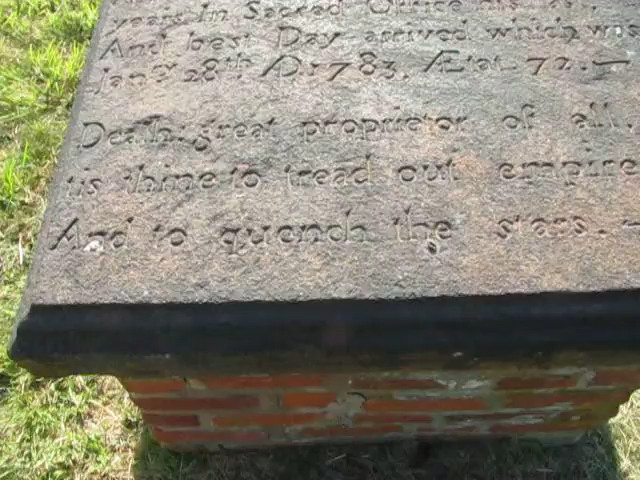 years In Sacred Office his
And best Day arrived which was
Janry 28th AD: 1783, Ætat 72.—
Death: great proprietor of all.
tis thine to tread out empire
And to quench the stars.—